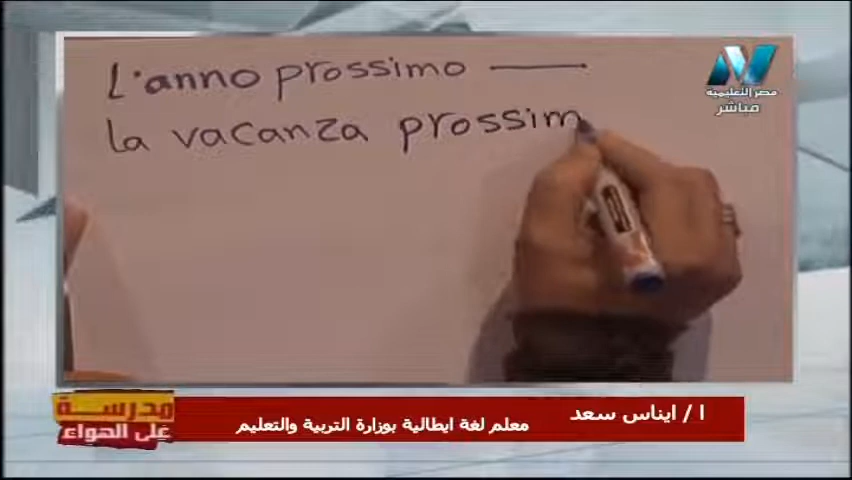 L'anno prossimo
la vacanza prossim
مصر التعليمية
مباشر
مدرسة
على الهواء
ا / ايناس سعد
معلم لغة ايطالية بوزارة التربية والتعليم